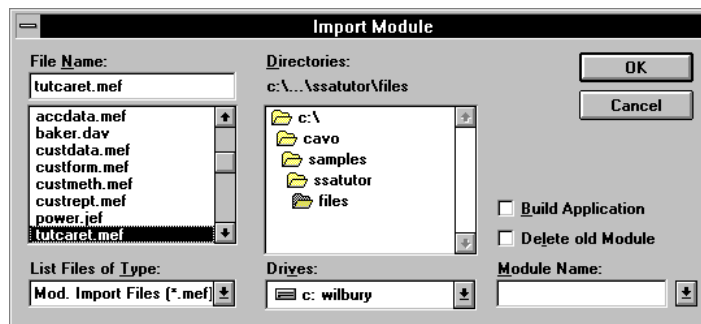 Import Module
File Name:
tutcaret.mef
accdata.mef
baker.dav
custdata.mef
custform.mef
custmeth.mef
custrept.mef
power.jef
tutcaret.mef
List Files of Type:
Mod. Import Files (*.mef)
Directories:
c:\...\ssatutor\files
c:\
cavo
samples
ssatutor
files
Drives:
c: wilbury
OK
Cancel
Build Application
Delete old Module
Module Name: